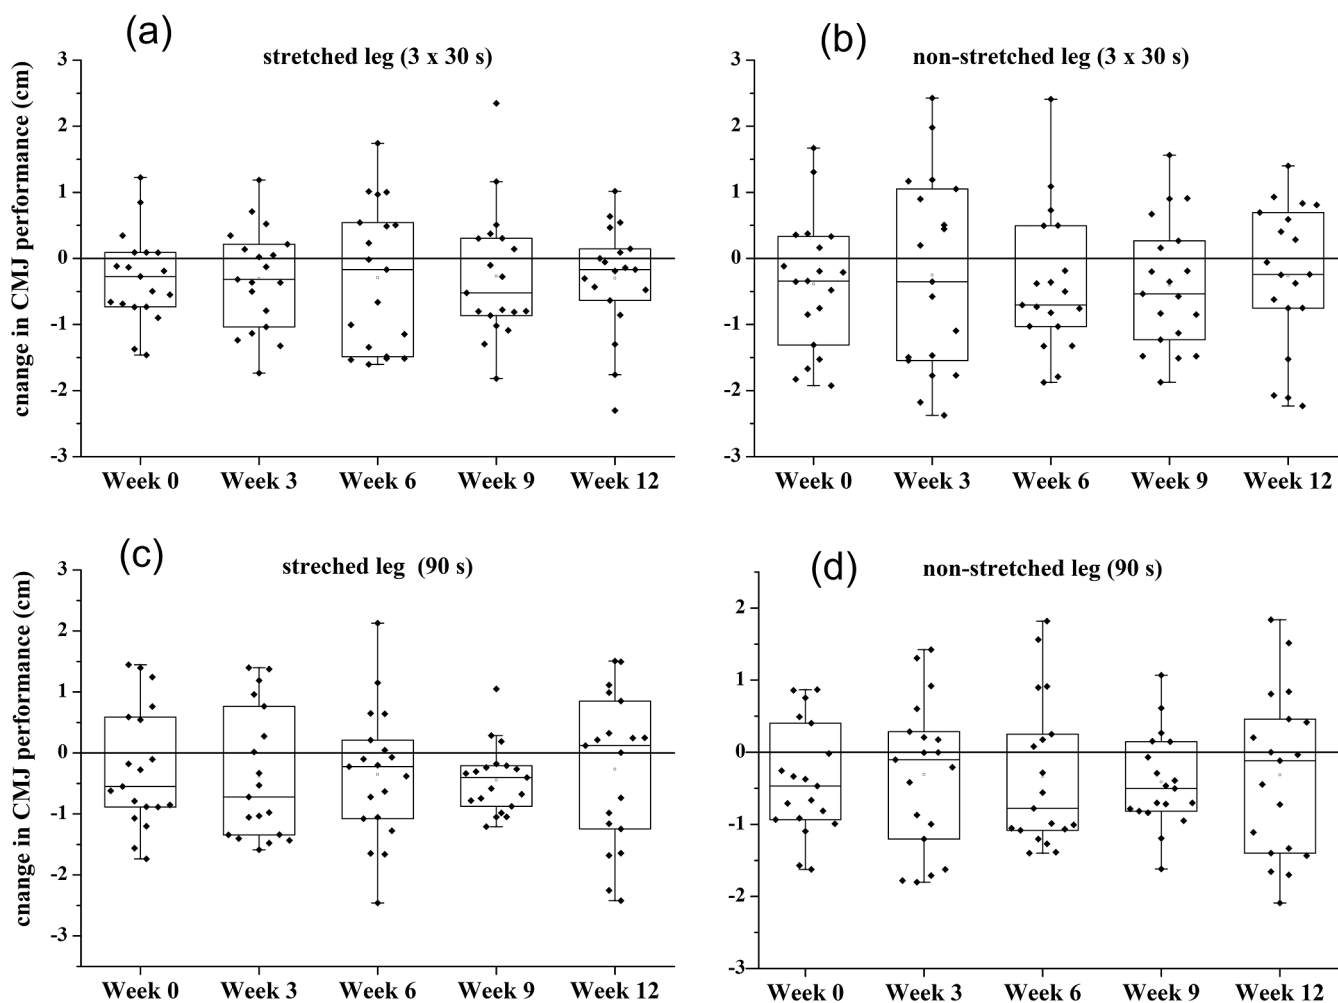 (a)
stretched leg (3 x 30 s)
cnange in CMJ performance (cm)
3
2
1
0
-1
-2
-3
Week 0 Week 3 Week 6 Week 9 Week 12
(b)
non-stretched leg (3 x 30s)
3
2
1
0
-1
-2
-3
Week 0 Week 3 Week 6 Week 9 Week 12
(c)
streched leg (90 s)
cnange in CMJ performance (cm)
3
2
1
0
-1
-2
-3
Week 0 Week 3 Week 6 Week 9 Week 12
(d)
non-stretched leg (90 s)
2
1
0
-1
-2
-3
Week 0 Week 3 Week 6 Week 9 Week 12